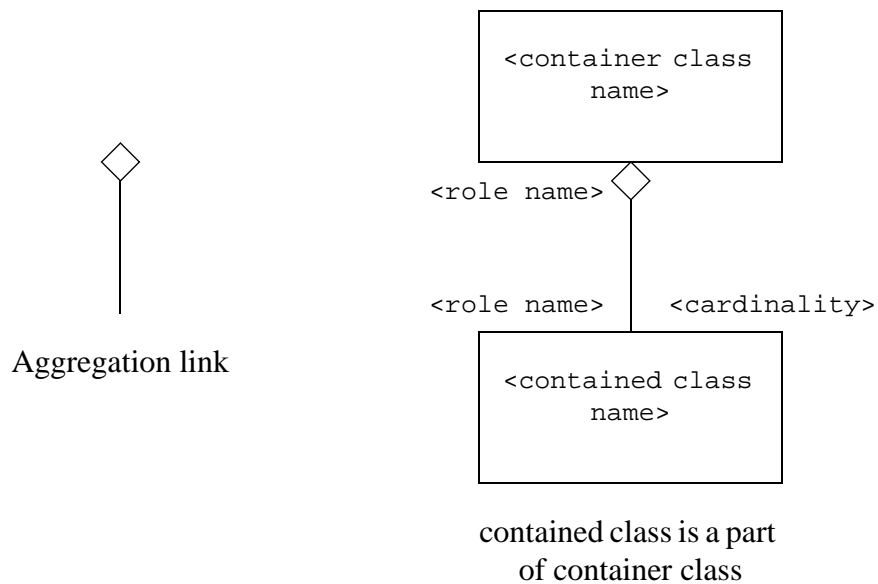 <container class
name>
<role name>
<role name> <cardinality>
Aggregation link
<contained class
name>
contained class is a part
of container class